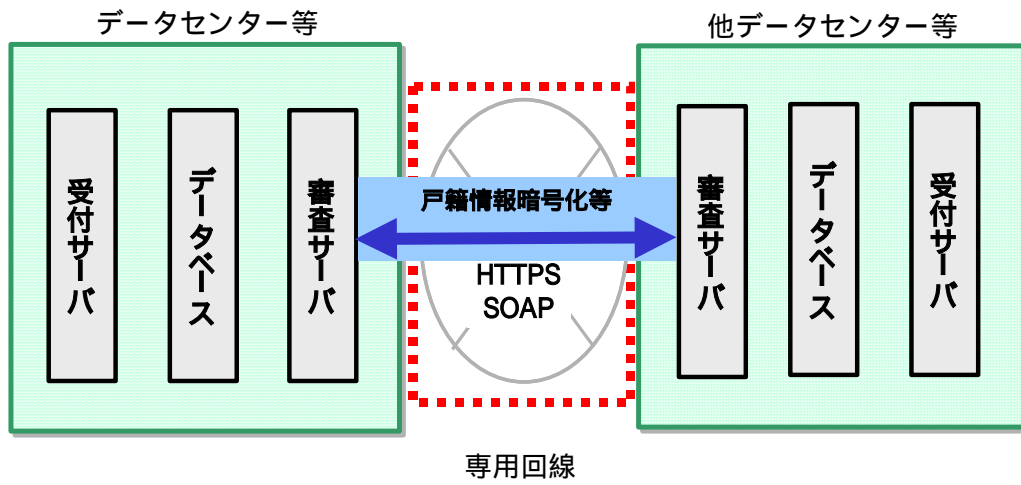 データセンター等
他データセンター等
受付サーバ
データベース
審査サーバ
戸籍情報暗号化等
HTTPS
SOAP
審査サーバ
データベース
受付サーバ
専用回線